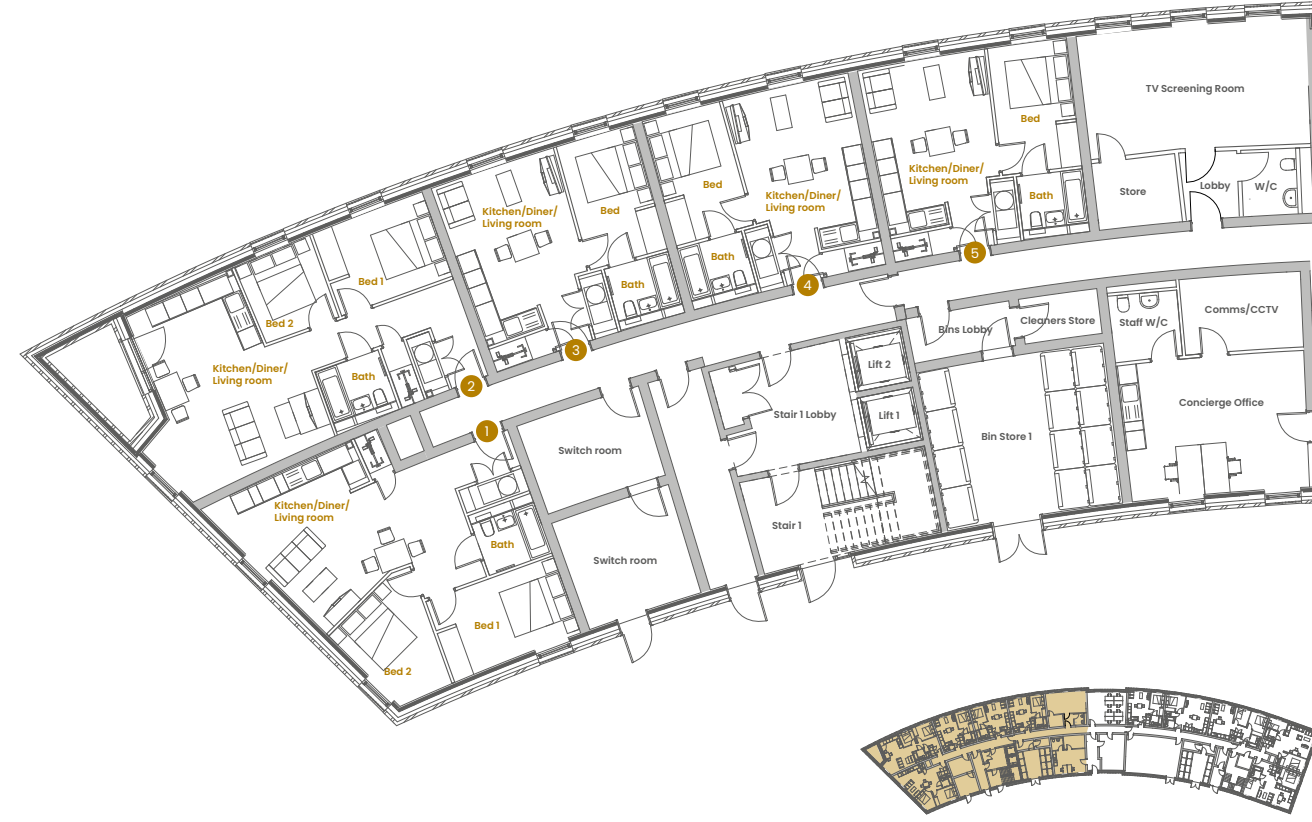 TV Screening Room
Bed
Kitchen/Diner/
Living room
Store
Lobby
W/C
Bath
5
Bed
Kitchen/Diner/
Living room
Bath
4
Kitchen/Diner/
Living room
Bed
Bath
3
Bed 1
Bed 2
Kitchen/Diner/
Living room
Bath
2
1
Kitchen/Diner/
Living room
Bath
Bed 1
Bed 2
Switch room
Switch room
Stair 1 Lobby
Lift 2
Lift 1
Stair 1
Bins Lobby
Cleaners Store
Bin Store 1
Staff W/C
Comms/CCTV
Concierge Office